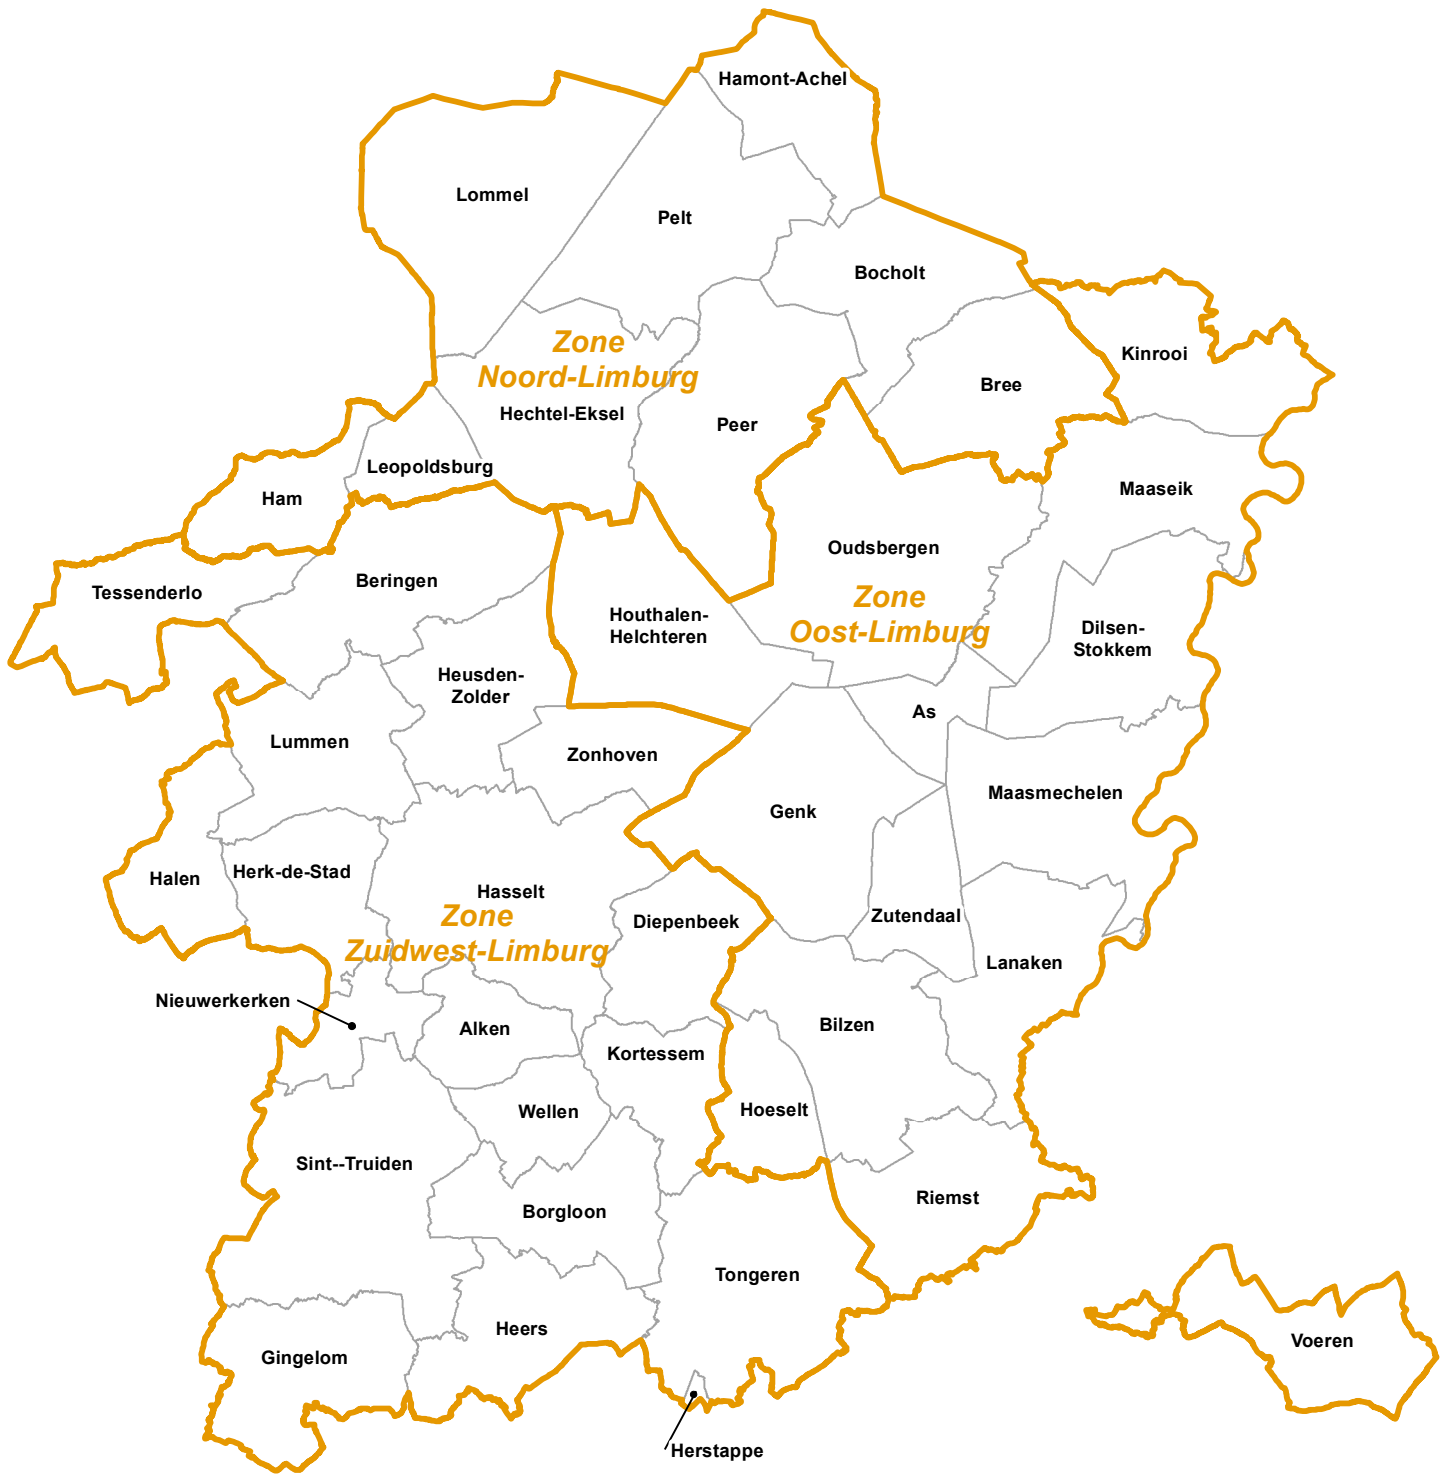 Hamont-Achel
Lommel
Pelt
Bocholt
Zone
Noord-Limburg
Kinrooi
Bree
Hechtel-Eksel
Peer
Leopoldsburg
Ham
Maaseik
Oudsbergen
Tessenderlo
Beringen
Zone
Oost-Limburg
Houthalen-
Helchteren
Dilsen-
Stokkem
Heusden-
Zolder
As
Lummen
Zonhoven
Maasmechelen
Genk
Halen
Herk-de-Stad
Hasselt
Zone
Zuidwest-Limburg
Diepenbeek
Zutendaal
Lanaken
Nieuwerkerken
Alken
Bilzen
Kortessem
Wellen
Hoeselt
Sint--Truiden
Borgloon
Riemst
Tongeren
Heers
Gingelom
Voeren
Herstappe